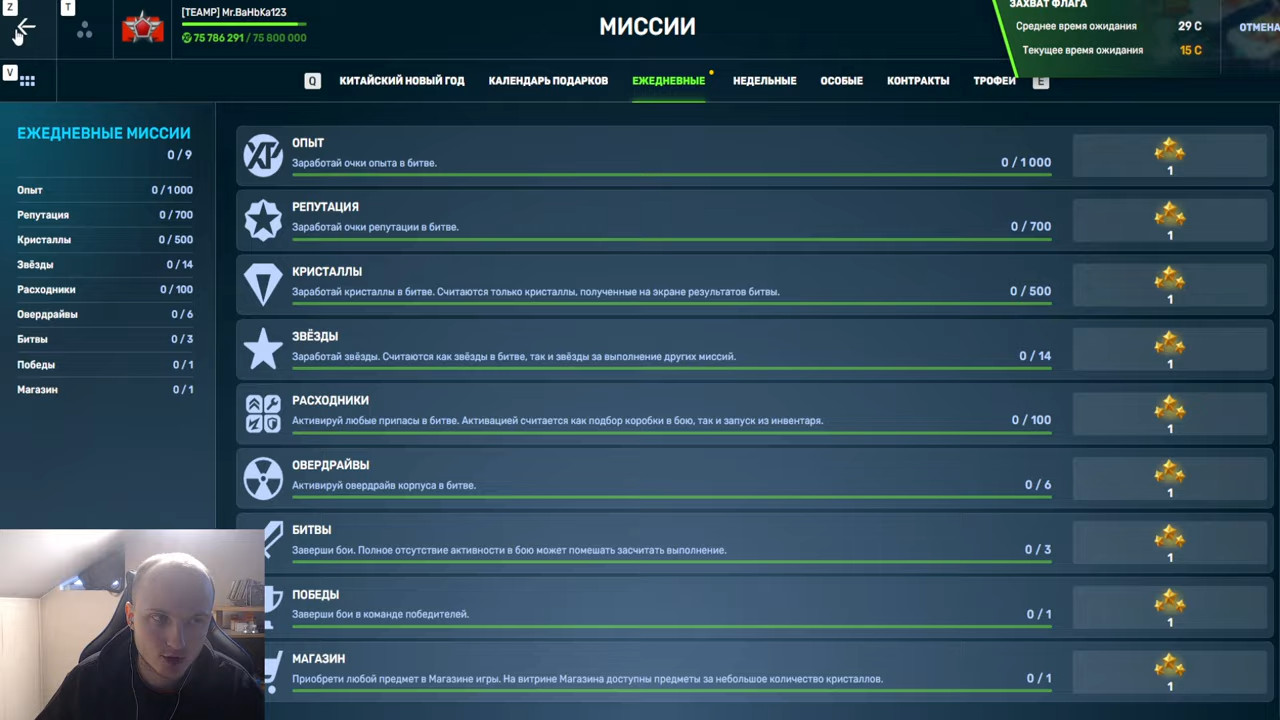 Z
T
[TEAMP] Mr.BaHbKa123
75 786 291 / 75 800 000
МИССИИ
ЗАХВАТ ФЛАГА
Среднее время ожидания 29 С
Текущее время ожидания 15 С
ОТМЕНА
V
Q
КИТАЙСКИЙ НОВЫЙ ГОД
КАЛЕНДАРЬ ПОДАРКОВ
ЕЖЕДНЕВНЫЕ
НЕДЕЛЬНЫЕ
ОСОБЫЕ
КОНТРАКТЫ
ТРОФЕИ
E
ЕЖЕДНЕВНЫЕ МИССИИ
0 / 9
Опыт 0 / 1 000
Репутация 0 / 700
Кристаллы 0 / 500
Звёзды 0 / 14
Расходники 0 / 100
Овердрайвы 0 / 6
Битвы 0 / 3
Победы 0 / 1
Магазин 0 / 1
XP
ОПЫТ
Заработай очки опыта в битве.
0 / 1 000
1
РЕПУТАЦИЯ
Заработай очки репутации в битве.
0 / 700
1
КРИСТАЛЛЫ
Заработай кристаллы в битве. Считаются только кристаллы, полученные на экране результатов битвы.
0 / 500
1
ЗВЁЗДЫ
Заработай звёзды. Считаются как звёзды в битве, так и звёзды за выполнение других миссий.
0 / 14
1
РАСХОДНИКИ
Активируй любые припасы в битве. Активацией считается как подбор коробки в бою, так и запуск из инвентаря.
0 / 100
1
ОВЕРДРАЙВЫ
Активируй овердрайв корпуса в битве.
0 / 6
1
БИТВЫ
Заверши бои. Полное отсутствие активности в бою может помешать засчитать выполнение.
0 / 3
1
ПОБЕДЫ
Заверши бои в команде победителей.
0 / 1
1
МАГАЗИН
Приобрети любой предмет в Магазине игры. На витрине Магазина доступны предметы за небольшое количество кристаллов.
0 / 1
1